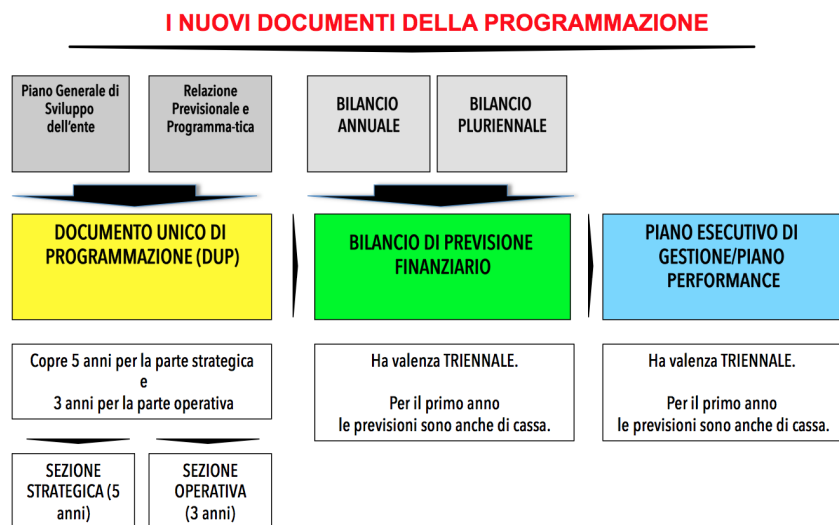 I NUOVI DOCUMENTI DELLA PROGRAMMAZIONE
Piano Generale di
Sviluppo
dell'ente
Relazione
Previsionale e
Programma-tica
BILANCIO
ANNUALE
BILANCIO
PLURIENNALE
DOCUMENTO UNICO DI
PROGRAMMAZIONE (DUP)
BILANCIO DI PREVISIONE
FINANZIARIO
PIANO ESECUTIVO DI
GESTIONE/PIANO
PERFORMANCE
Copre 5 anni per la parte strategica
e
3 anni per la parte operativa
Ha valenza TRIENNALE.
Per il primo anno
le previsioni sono anche di cassa.
Ha valenza TRIENNALE.
Per il primo anno
le previsioni sono anche di cassa.
SEZIONE
STRATEGICA (5
anni)
SEZIONE
OPERATIVA
(3 anni)